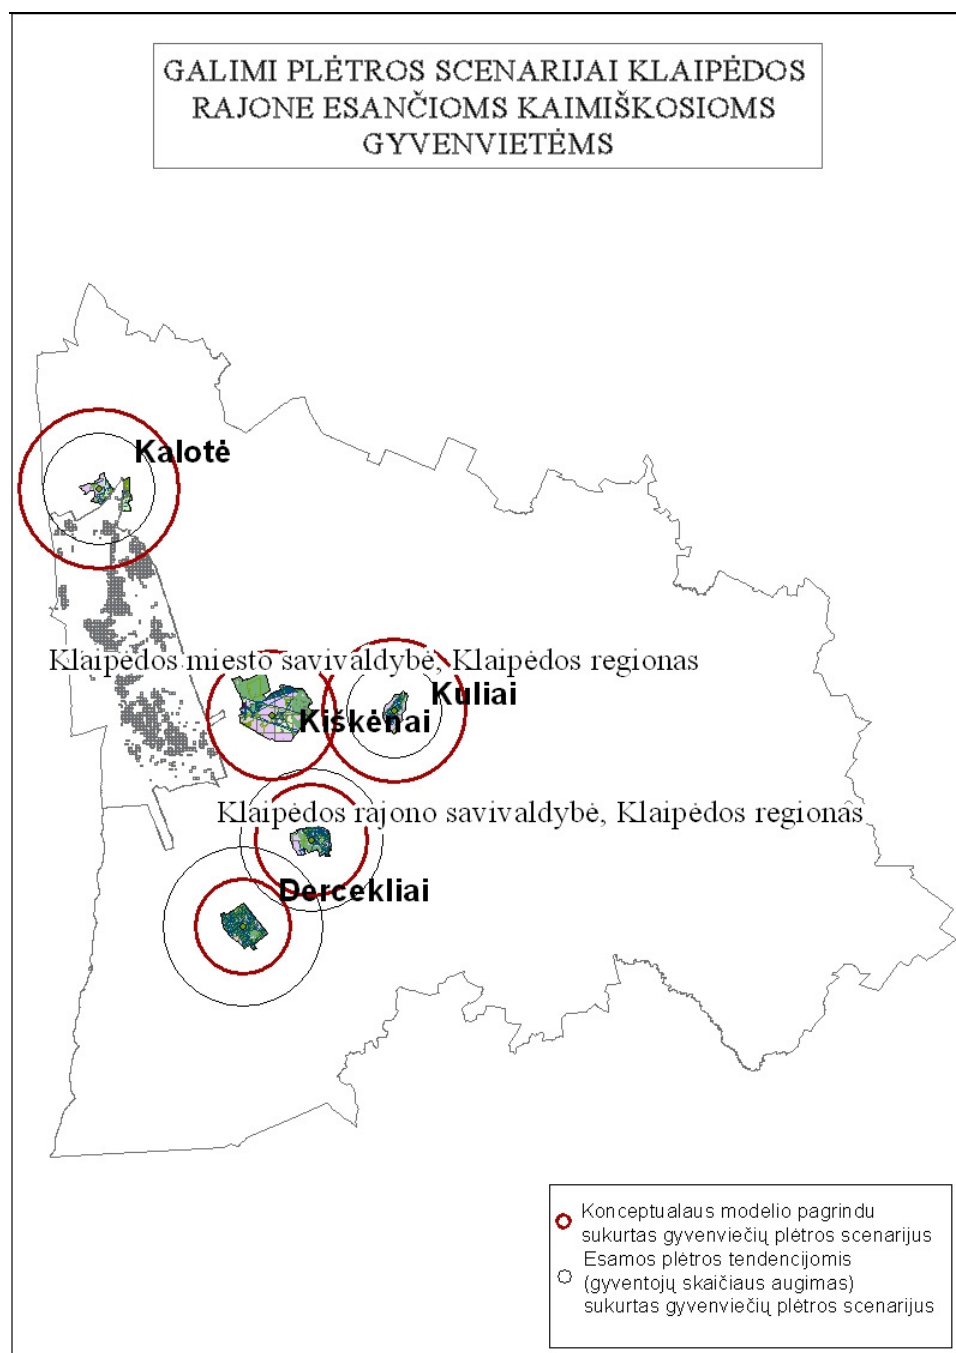 GALIMI PLĖTROS SCENARIJAI KLAIPĖDOS
RAJONE ESANČIOMS KAIMIŠKOSIOMS
GYVENVIETĖMS
Kalotė
Klaipėdos miesto savivaldybė, Klaipėdos regionas
Kuliai
Kiškėnai
Klaipėdos rajono savivaldybė, Klaipėdos regionas
Dercekliai
Konceptualaus modelio pagrindu
sukurtas gyvenviečių plėtros scenarijus
Esamos plėtros tendencijomis
(gyventojų skaičiaus augimas)
sukurtas gyvenviečių plėtros scenarijus